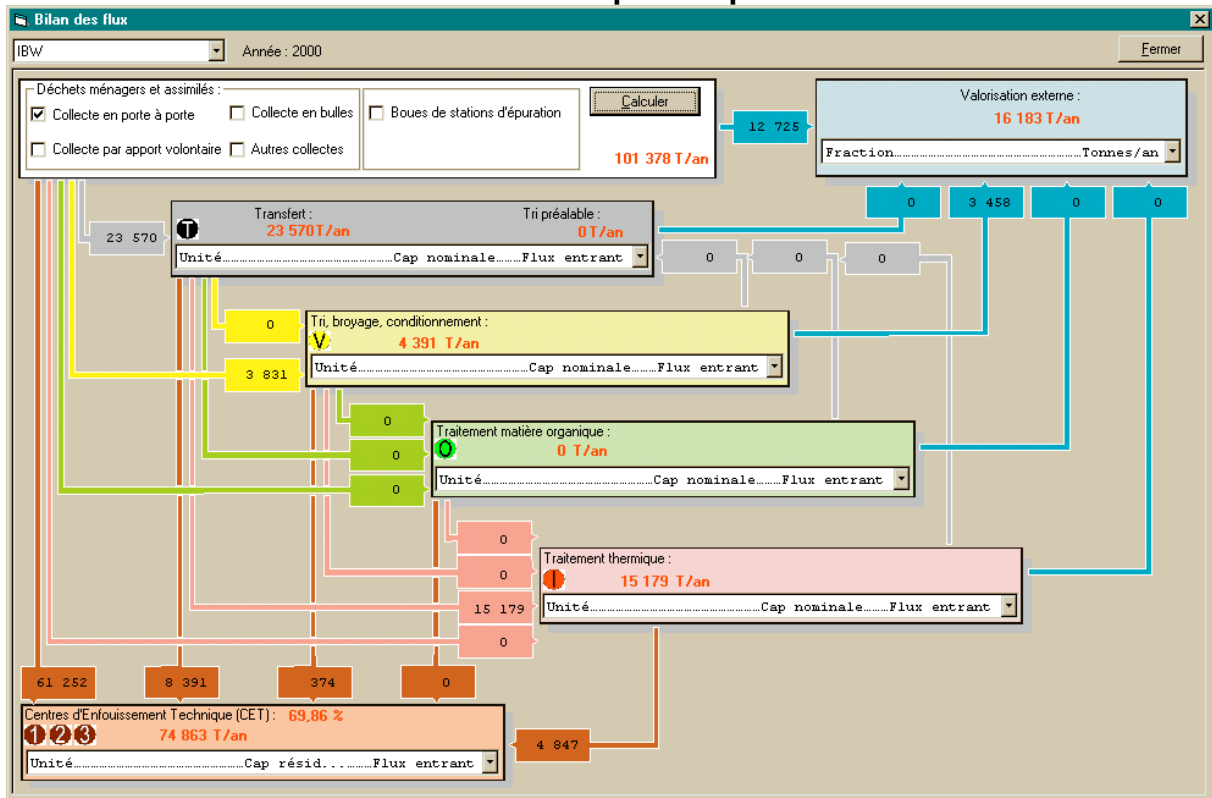 Bilan des flux
IBW Année : 2000 Fermer
Déchets ménagers et assimilés :
Collecte en porte à porte Collecte en bulles Boues de stations d'épuration Calculer
Collecte par apport volontaire Autres collectes
101 378 T/an
12 725
Valorisation externe :
16 183 T/an
Fraction...Tonnes/an
0 3 458 0 0
23 570
T Transfert : Tri préalable :
23 570T/an 0T/an
Unité...Cap nominale...Flux entrant
0 0 0
0
3 831
Tri, broyage, conditionnement :
V 4 391 T/an
Unité...Cap nominale...Flux entrant
0
0
0
Traitement matière organique :
O 0 T/an
Unité...Cap nominale...Flux entrant
0
0
15 179
0
Traitement thermique :
I 15 179 T/an
Unité...Cap nominale...Flux entrant
61 252 8 391 374 0
Centres d'Enfouissement Technique (CET) : 69,86 %
1 2 3 74 863 T/an
Unité...Cap résid...Flux entrant
4 847